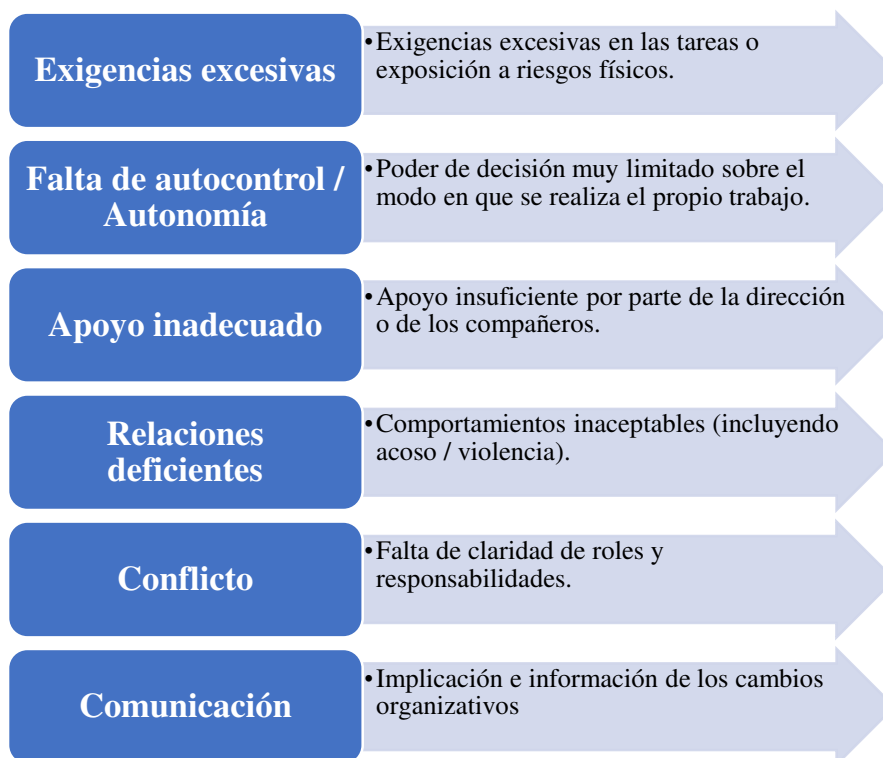 Exigencias excesivas
•Exigencias excesivas en las tareas o
exposición a riesgos físicos.
Falta de autocontrol /
Autonomía
•Poder de decisión muy limitado sobre el
modo en que se realiza el propio trabajo.
Apoyo inadecuado
•Apoyo insuficiente por parte de la dirección
o de los compañeros.
Relaciones
deficientes
•Comportamientos inaceptables (incluyendo
acoso / violencia).
Conflicto
•Falta de claridad de roles y
responsabilidades.
Comunicación
•Implicación e información de los cambios
organizativos